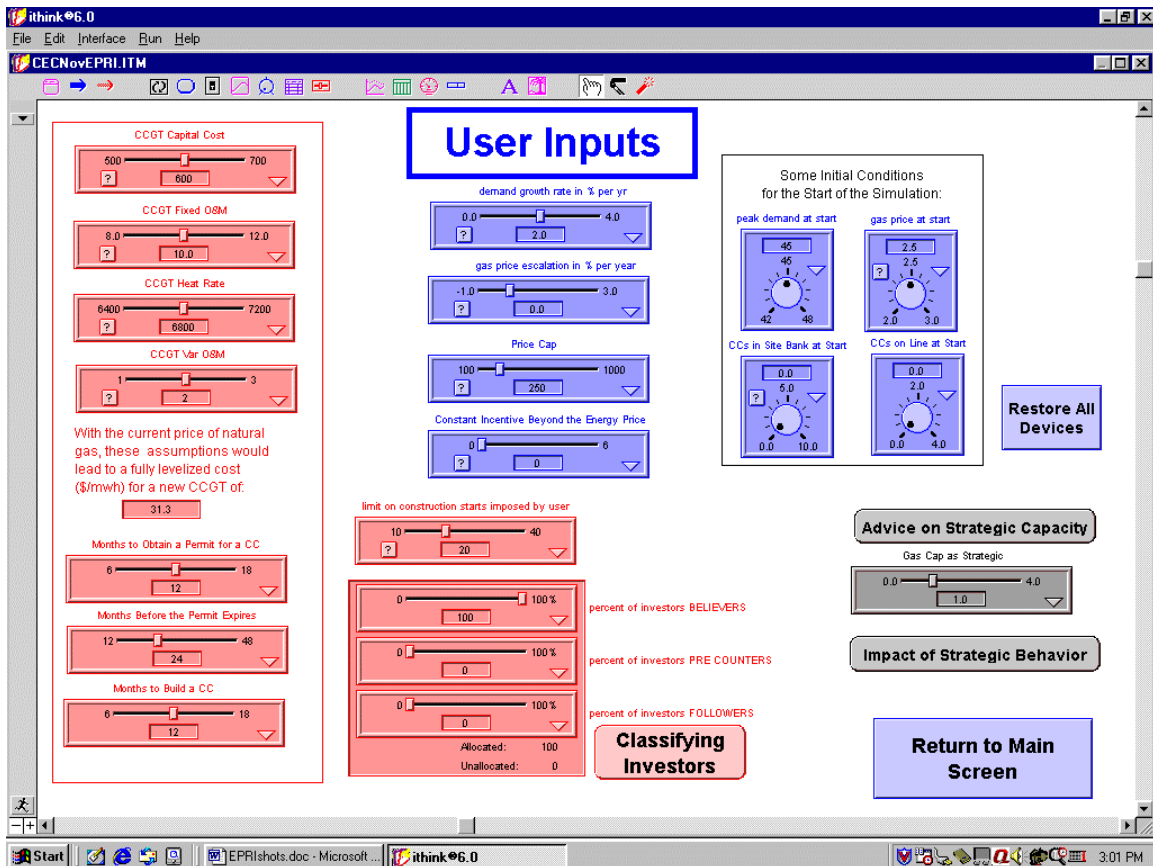 ithink®6.0
File Edit Interface Run Help
CECNovEPRI.ITM
A
User Inputs
CCGT Capital Cost
500 700
?
600
CCGT Fixed O&M
8.0 12.0
?
10.0
CCGT Heat Rate
6400 7200
?
6800
CCGT Var O&M
1 3
?
2
With the current price of natural
gas, these assumptions would
lead to a fully levelized cost
($/mwh) for a new CCGT of:
31.3
Months to Obtain a Permit for a CC
6 18
12
Months Before the Permit Expires
12 48
24
Months to Build a CC
6 18
12
demand growth rate in % per yr
0.0 4.0
?
2.0
gas price escalation in % per year
-1.0 3.0
?
0.0
Price Cap
100 1000
?
250
Constant Incentive Beyond the Energy Price
0 6
?
0
limit on construction starts imposed by user
10 40
?
20
0 100%
100
percent of investors BELIEVERS
0 100%
0
percent of investors PRE COUNTERS
0 100%
0
percent of investors FOLLOWERS
Allocated: 100
Unallocated: 0
Classifying
Investors
Some Initial Conditions
for the Start of the Simulation:
peak demand at start
45
45
42 48
gas price at start
2.5
?
2.5
2.0 3.0
CCs in Site Bank at Start
0.0
?
5.0
0.0 10.0
CCs on Line at Start
0.0
2.0
0.0 4.0
Restore All
Devices
Advice on Strategic Capacity
Gas Cap as Strategic
0.0 4.0
1.0
Impact of Strategic Behavior
Return to Main
Screen
Start
EPRIshots.doc - Microsoft ...
ithink®6.0
3:01 PM